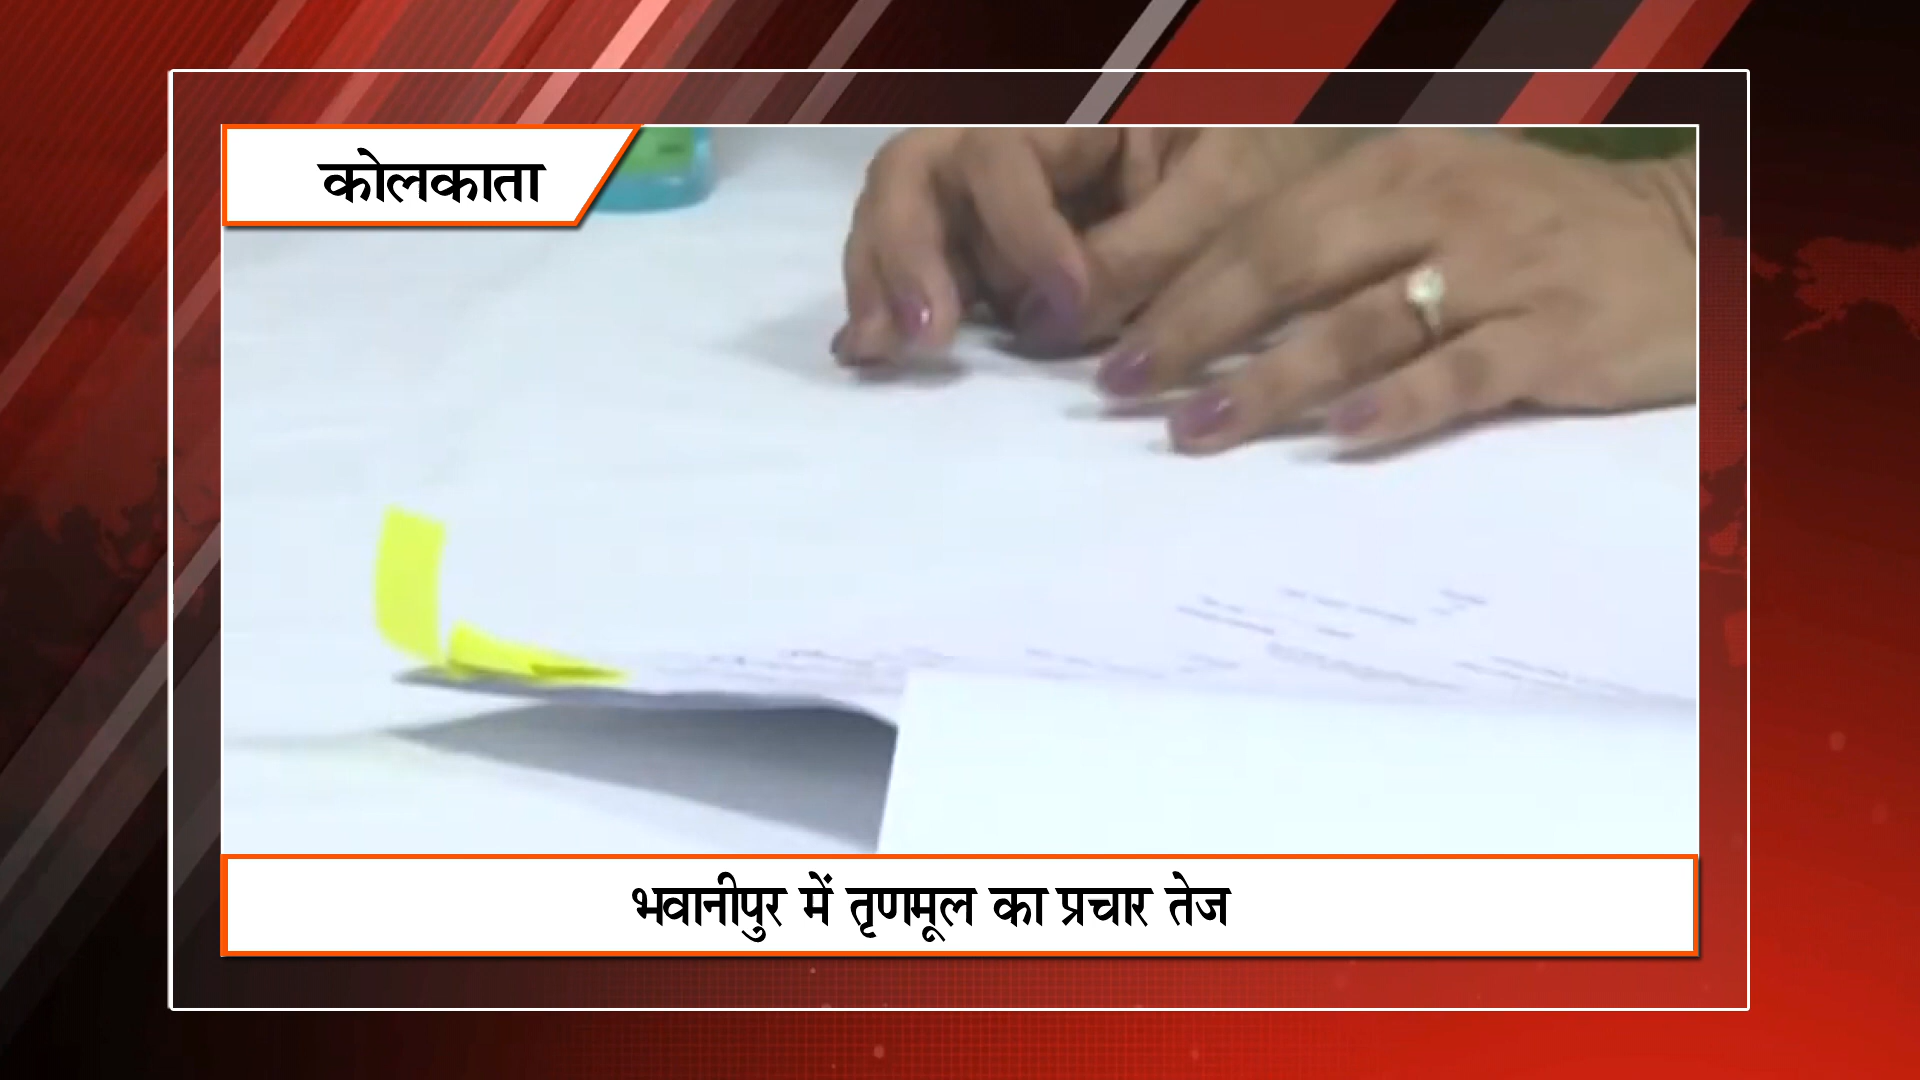 कोलकाता
भवानीपुर में तृणमूल का प्रचार तेज